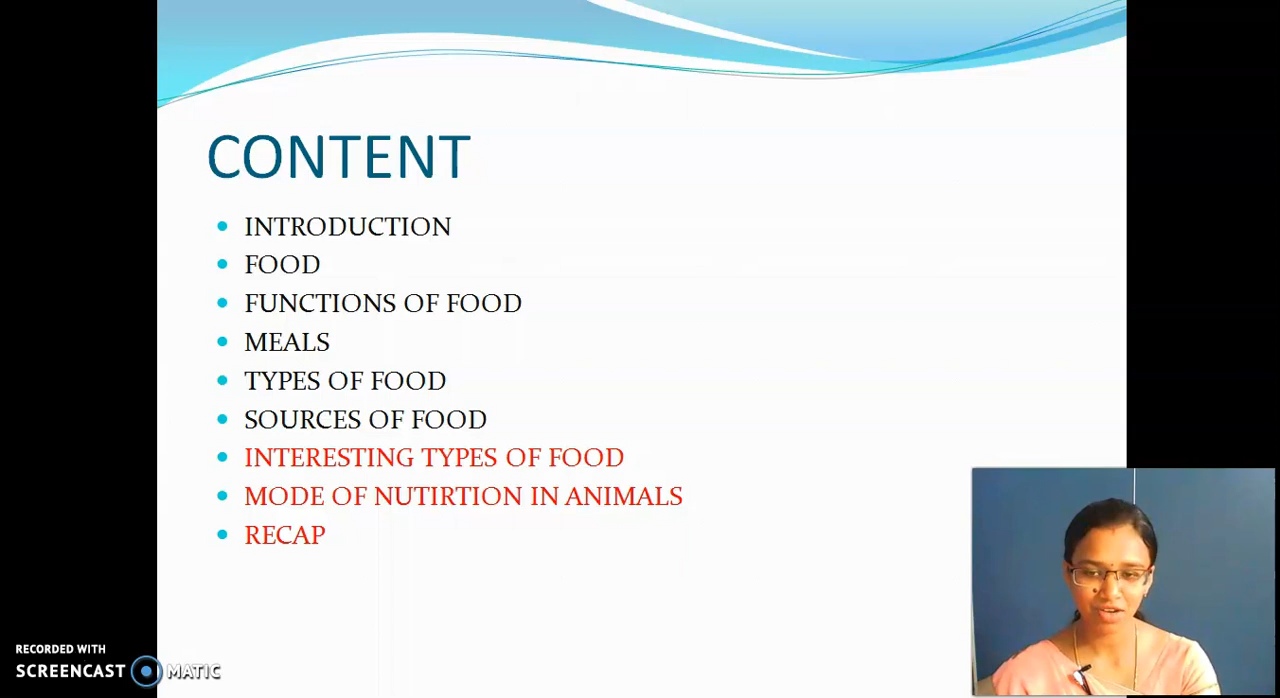 CONTENT
INTRODUCTION
FOOD
FUNCTIONS OF FOOD
MEALS
TYPES OF FOOD
SOURCES OF FOOD
INTERESTING TYPES OF FOOD
MODE OF NUTIRTION IN ANIMALS
RECAP
RECORDED WITH
SCREENCAST MATIC